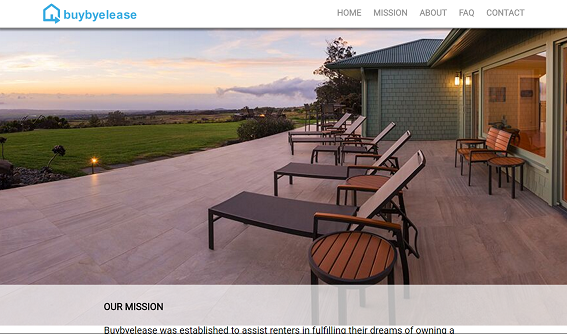 buybyelease
HOME MISSION ABOUT FAQ CONTACT
OUR MISSION
Buybyelease was established to assist renters in fulfilling their dreams of owning a